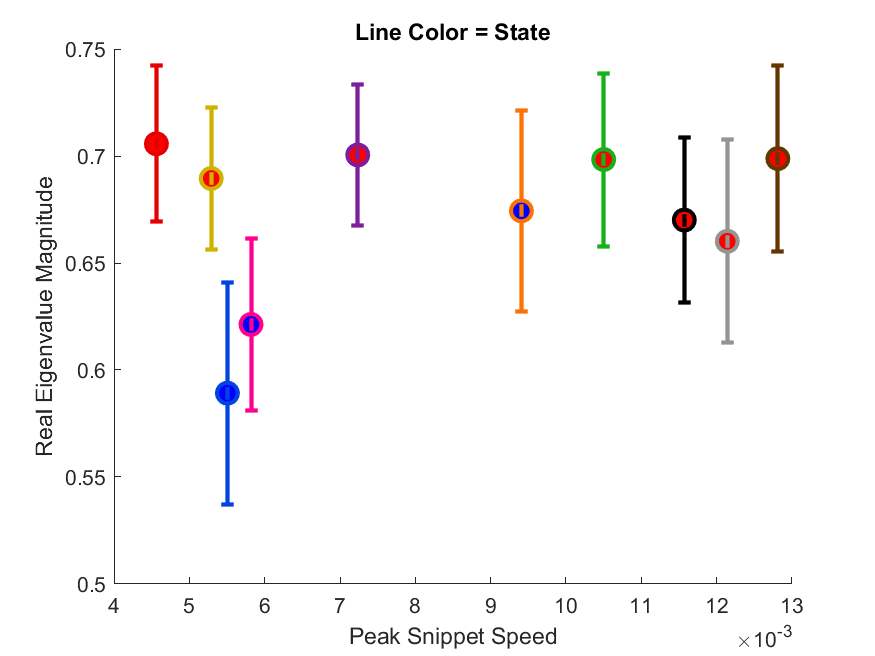 Line Color = State
0.75
0.7
0.65
0.6
0.55
0.5
Real Eigenvalue Magnitude
4 5 6 7 8 9 10 11 12 13
Peak Snippet Speed
×10-3